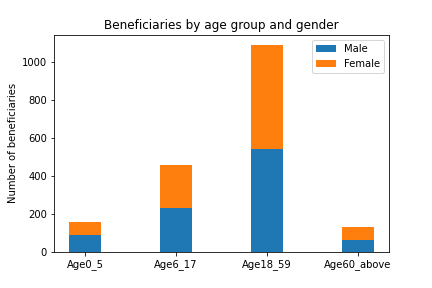 Beneficiaries by age group and gender
Male
Female
Number of beneficiaries
1000
800
600
400
200
0
Age0_5 Age6_17 Age18_59 Age60_above